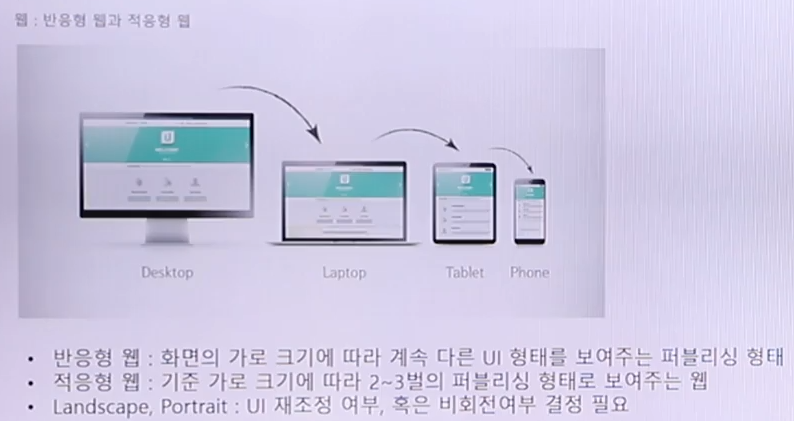 웹 : 반응형 웹과 적응형 웹
Desktop
Laptop
Tablet
Phone
• 반응형 웹 : 화면의 가로 크기에 따라 계속 다른 UI 형태를 보여주는 퍼블리싱 형태
• 적응형 웹 : 기준 가로 크기에 따라 2~3벌의 퍼블리싱 형태로 보여주는 웹
• Landscape, Portrait : UI 재조정 여부, 혹은 비회전여부 결정 필요